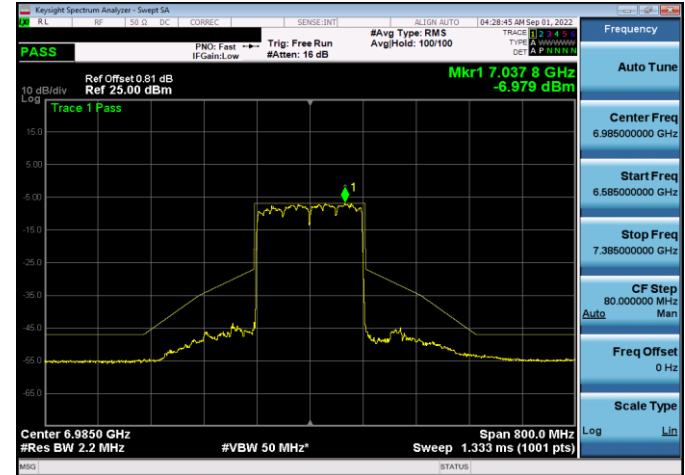 Keysight Spectrum Analyzer - Swept SA
RL RF 50 Ω DC CORREC SENSE:INT ALIGN AUTO 04:28:45 AM Sep 01, 2022
PASS
PNO: Fast
IFGain:Low
Trig: Free Run
#Atten: 16 dB
#Avg Type: RMS
Avg|Hold: 100/100
TRACE 1 2 3 4 5 6
TYPE A WWWWW
DET A P N N N N
Frequency
Mkr1 7.037 8 GHz
-6.979 dBm
Ref Offset 0.81 dB
Ref 25.00 dBm
10 dB/div
Log
Trace 1 Pass
15.0
5.00
-5.00
-15.0
-25.0
-35.0
-45.0
-55.0
-65.0
1
Center 6.9850 GHz
#Res BW 2.2 MHz
#VBW 50 MHz*
Span 800.0 MHz
Sweep 1.333 ms (1001 pts)
Auto Tune
Center Freq
6.985000000 GHz
Start Freq
6.585000000 GHz
Stop Freq
7.385000000 GHz
CF Step
80.000000 MHz
Auto Man
Freq Offset
0 Hz
Scale Type
Log Lin
MSG STATUS